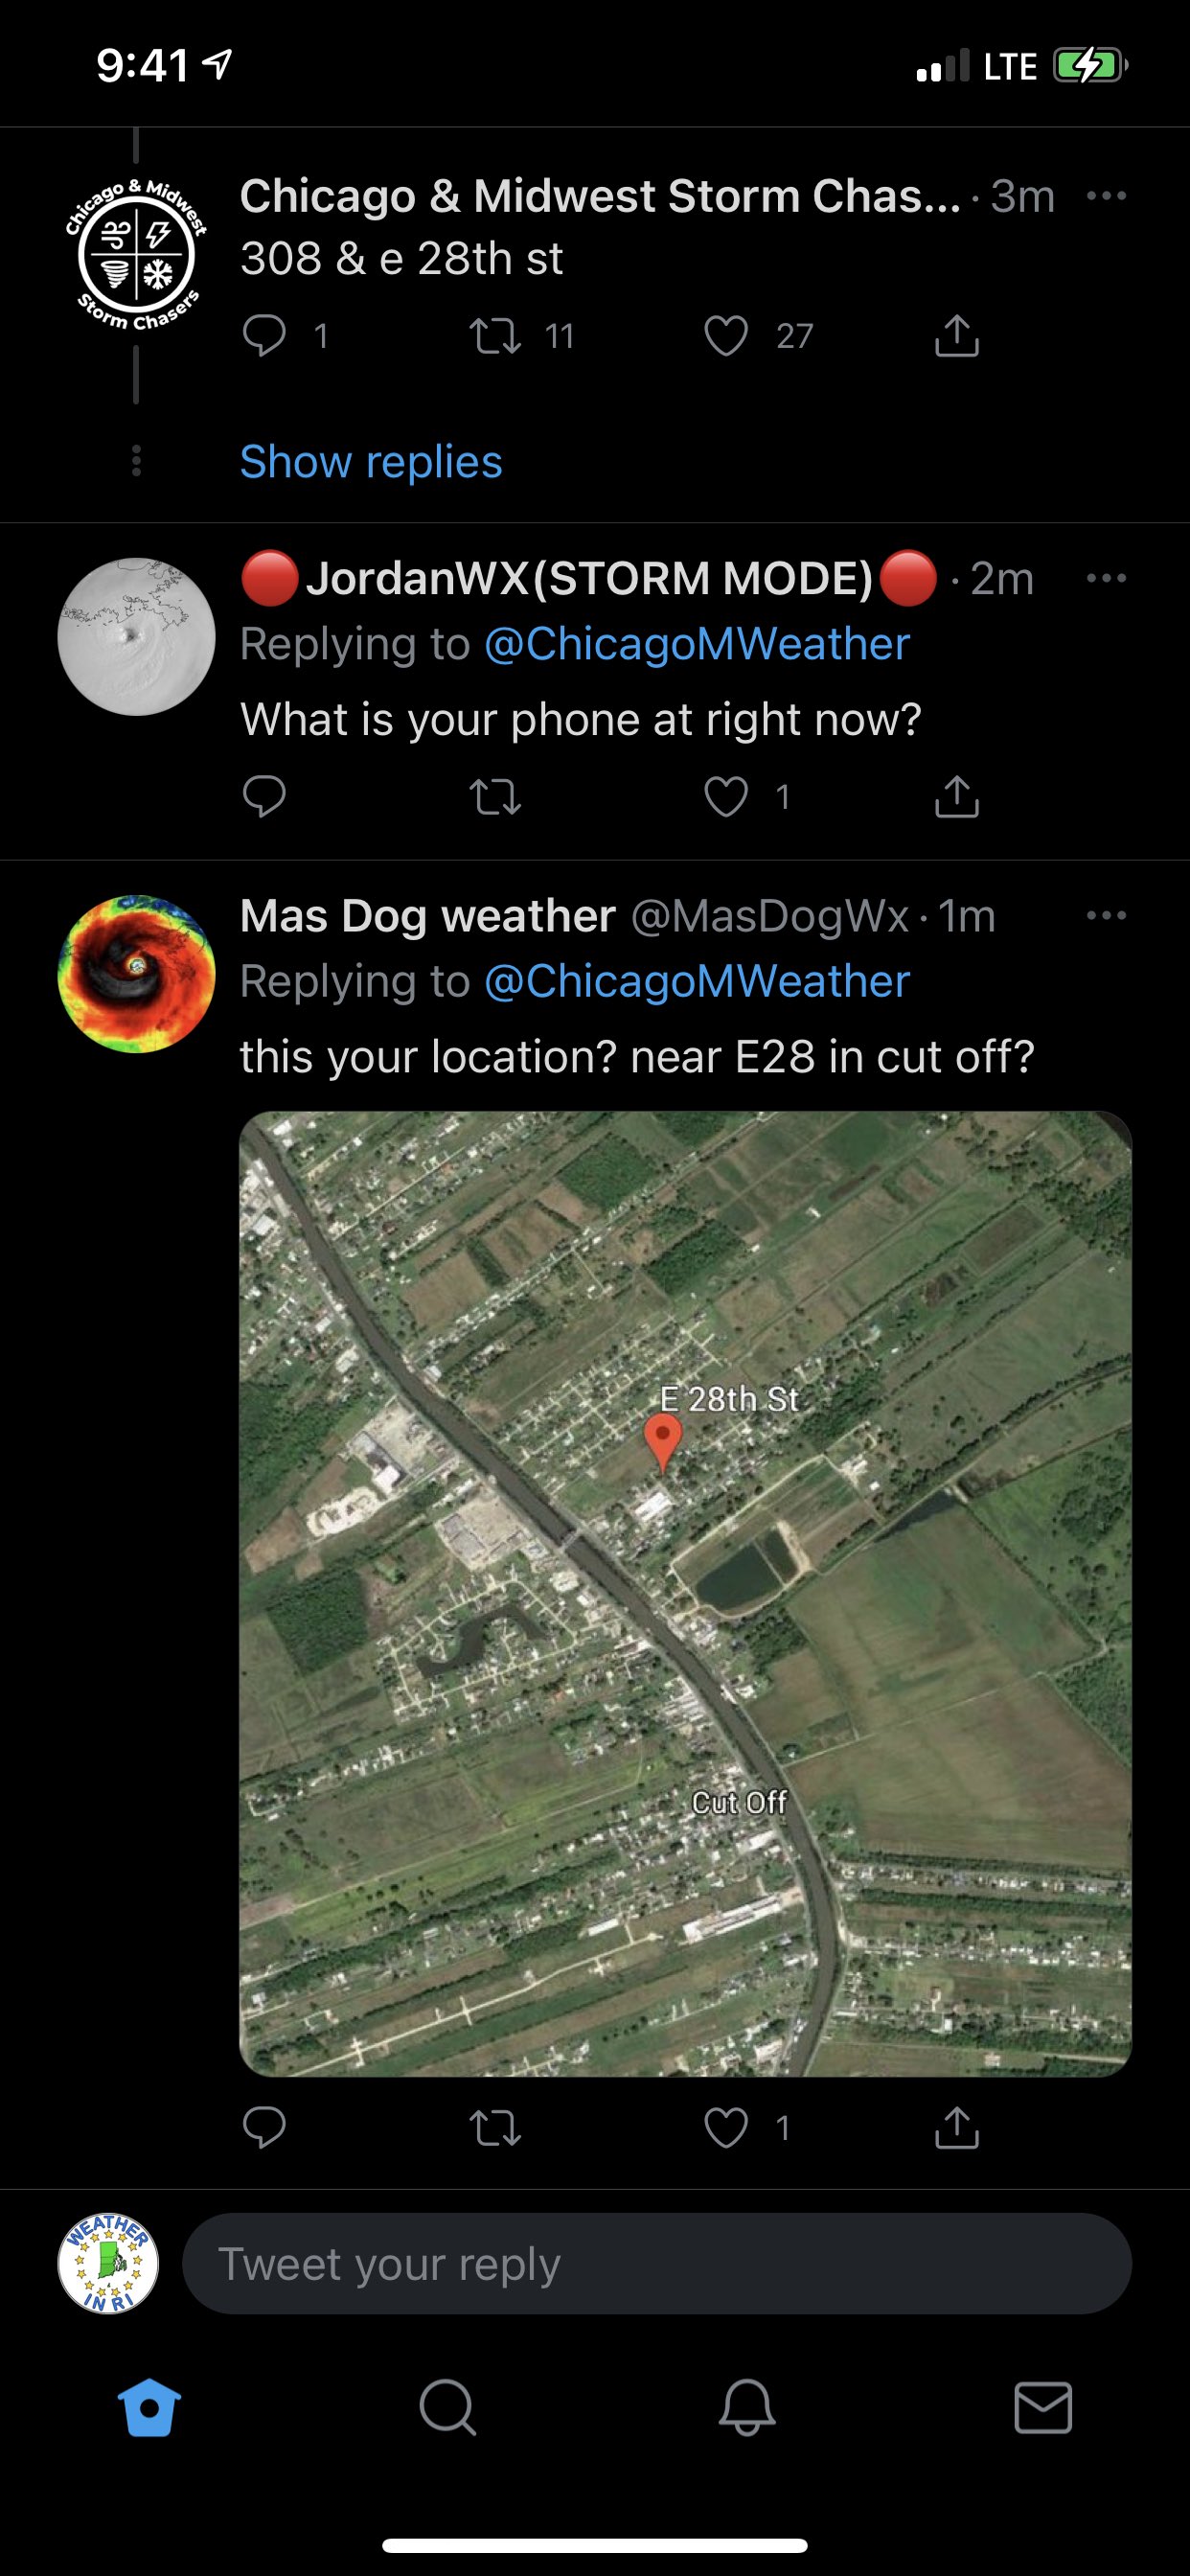 9:41 LTE
Chicago & Midwest
Storm Chasers
Chicago & Midwest Storm Chas... · 3m
308 & e 28th st
1 11 27
Show replies
🔴JordanWX(STORM MODE)🔴 · 2m
Replying to @ChicagoMWeather
What is your phone at right now?
1
Mas Dog weather @MasDogWx · 1m
Replying to @ChicagoMWeather
this your location? near E28 in cut off?
E 28th St
Cut Off
1
WEATHER
IN RI
Tweet your reply